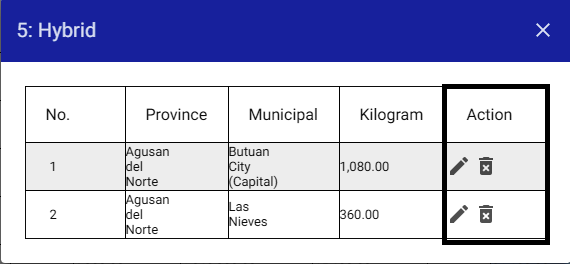 5: Hybrid
No. Province Municipal Kilogram Action
1 Agusan del Norte Butuan City (Capital) 1,080.00
2 Agusan del Norte Las Nieves 360.00